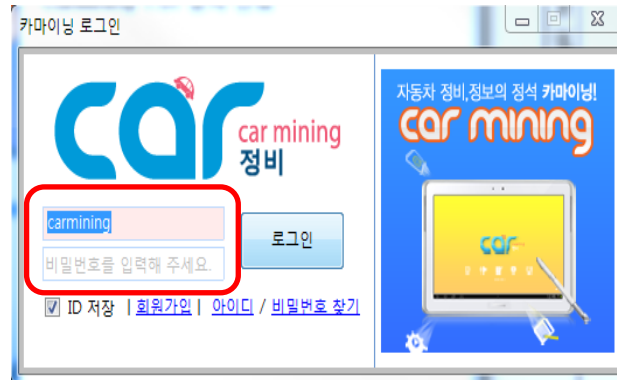 카마이닝 로그인
car
car mining
정비
carmining
비밀번호를 입력해 주세요.
로그인
ID 저장 | 회원가입 | 아이디 / 비밀번호 찾기
자동차 정비,정보의 정석 카마이닝!
car mining
car